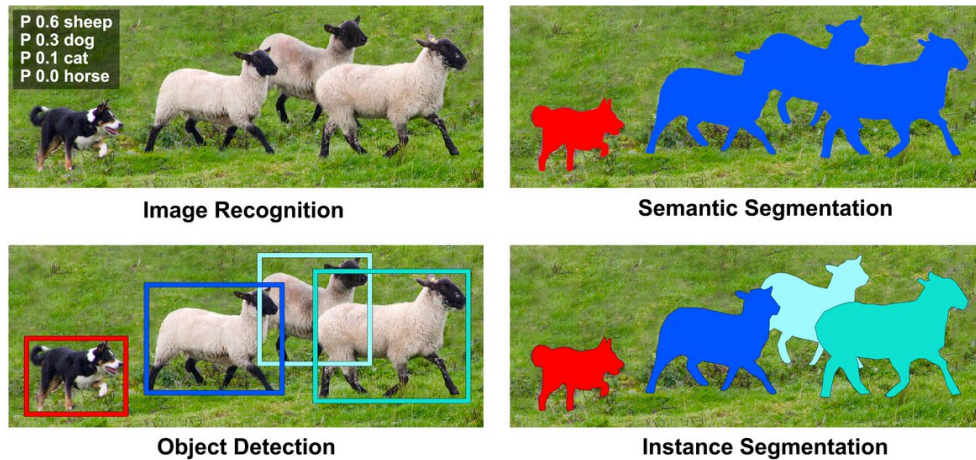 P 0.6 sheep
P 0.3 dog
P 0.1 cat
P 0.0 horse
Image Recognition
Semantic Segmentation
Object Detection
Instance Segmentation